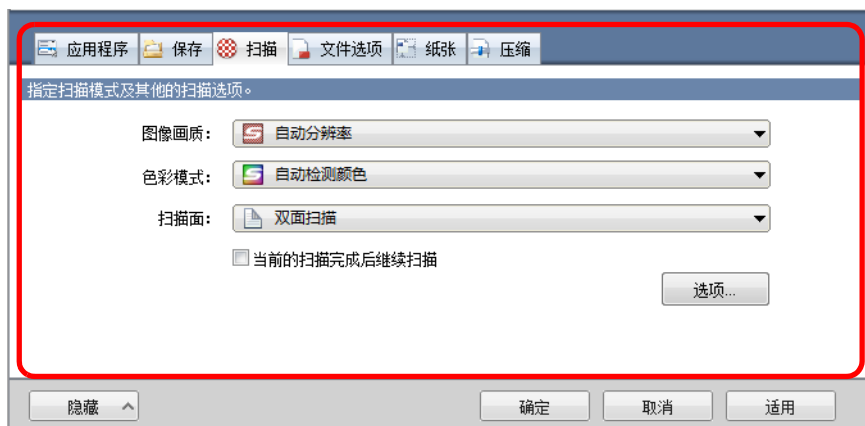 应用程序 保存 扫描 文件选项 纸张 压缩
指定扫描模式及其他的扫描选项。
图像画质： 自动分辨率
色彩模式： 自动检测颜色
扫描面： 双面扫描
当前的扫描完成后继续扫描
选项...
隐藏 确定 取消 适用